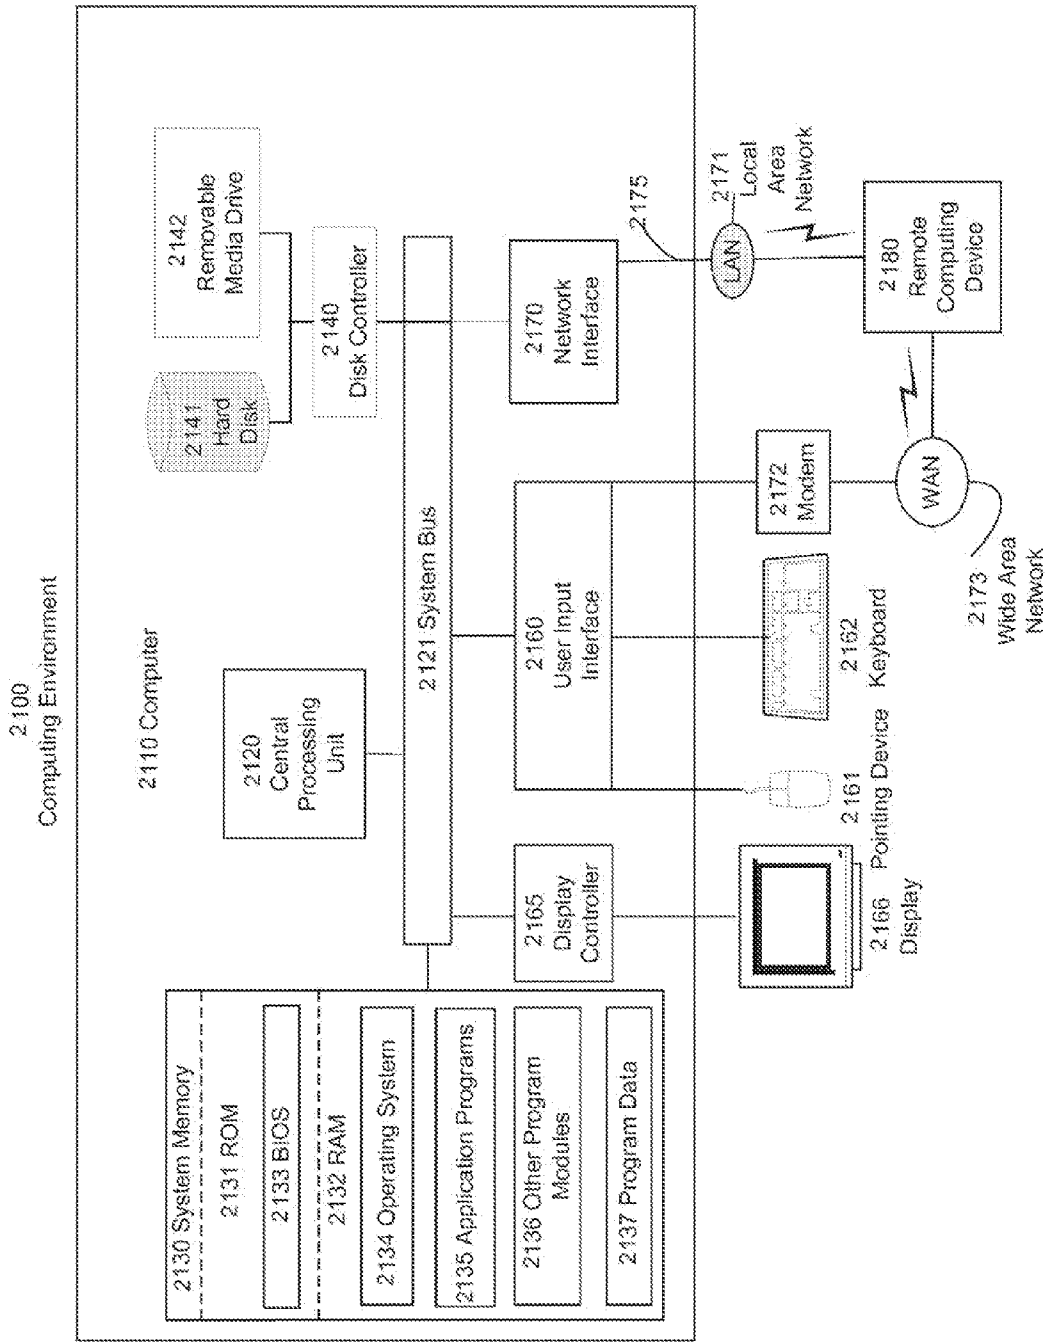 2100
Computing Environment
2110 Computer
2130 System Memory
2131 ROM
2133 BIOS
2132 RAM
2134 Operating System
2135 Application Programs
2136 Other Program
Modules
2137 Program Data
2120
Central
Processing
Unit
2141
Hard
Disk
2142
Removable
Media Drive
2140
Disk Controller
2121 System Bus
2165
Display
Controller
2160
User Input
Interface
2170
Network
Interface
2175
2166
Display
2161
Pointing Device
2162
Keyboard
2172
Modem
WAN
2173
Wide Area
Network
LAN
2171
Local
Area
Network
2180
Remote
Computing
Device